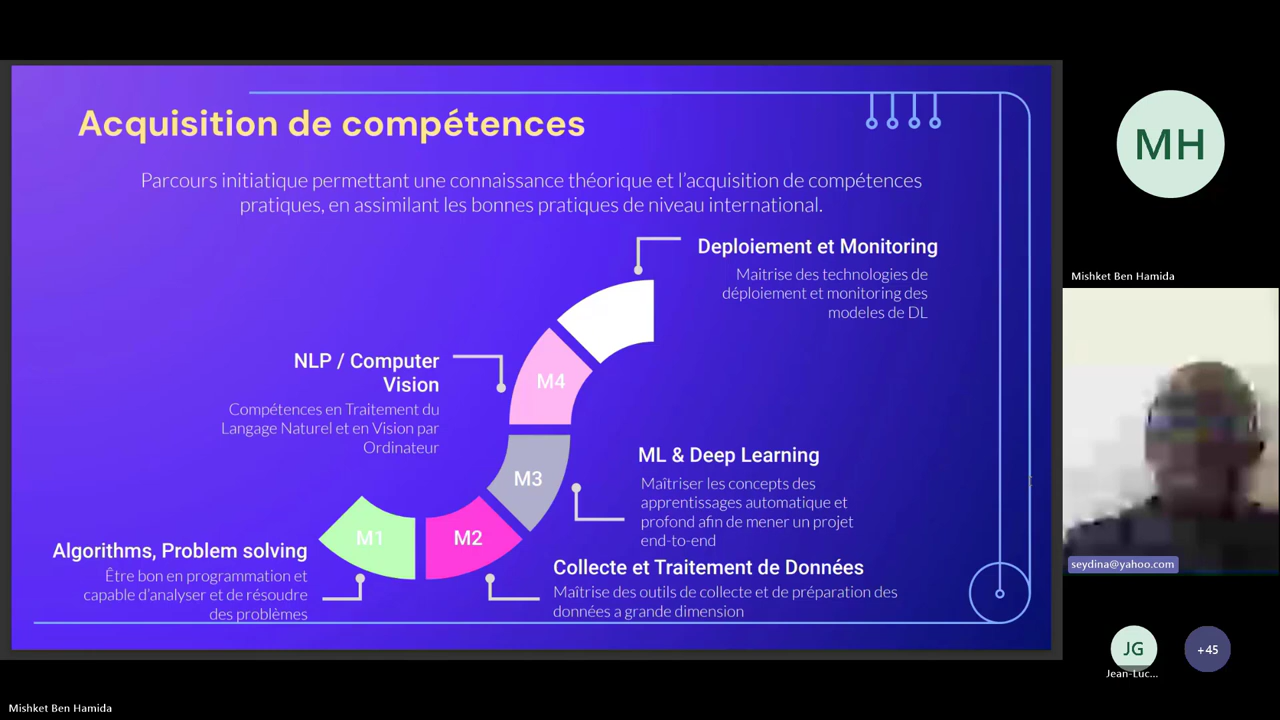 Acquisition de compétences
Parcours initiatique permettant une connaissance théorique et l'acquisition de compétences
pratiques, en assimilant les bonnes pratiques de niveau international.
Deploiement et Monitoring
Maitrise des technologies de
déploiement et monitoring des
modeles de DL
NLP / Computer
Vision
Compétences en Traitement du
Langage Naturel et en Vision par
Ordinateur
M4
M3
ML & Deep Learning
Maîtriser les concepts des
apprentissages automatique et
profond afin de mener un projet
end-to-end
M1
M2
Algorithms, Problem solving
Être bon en programmation et
capable d'analyser et de résoudre
des problèmes
Collecte et Traitement de Données
Maîtrise des outils de collecte et de préparation des
données a grande dimension
MH
Mishket Ben Hamida
seydina@yahoo.com
JG
Jean-Luc...
+45
Mishket Ben Hamida